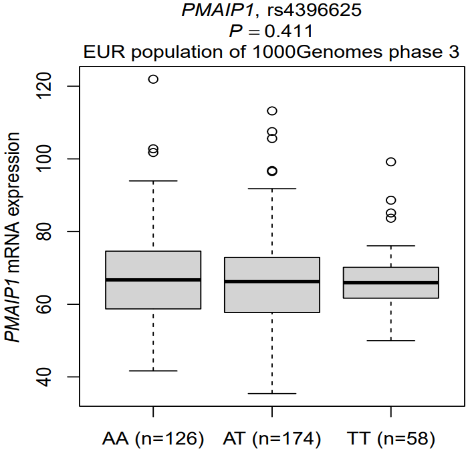 PMAIP1, rs4396625
P = 0.411
EUR population of 1000Genomes phase 3
PMAIP1 mRNA expression
120
100
80
60
40
AA (n=126) AT (n=174) TT (n=58)